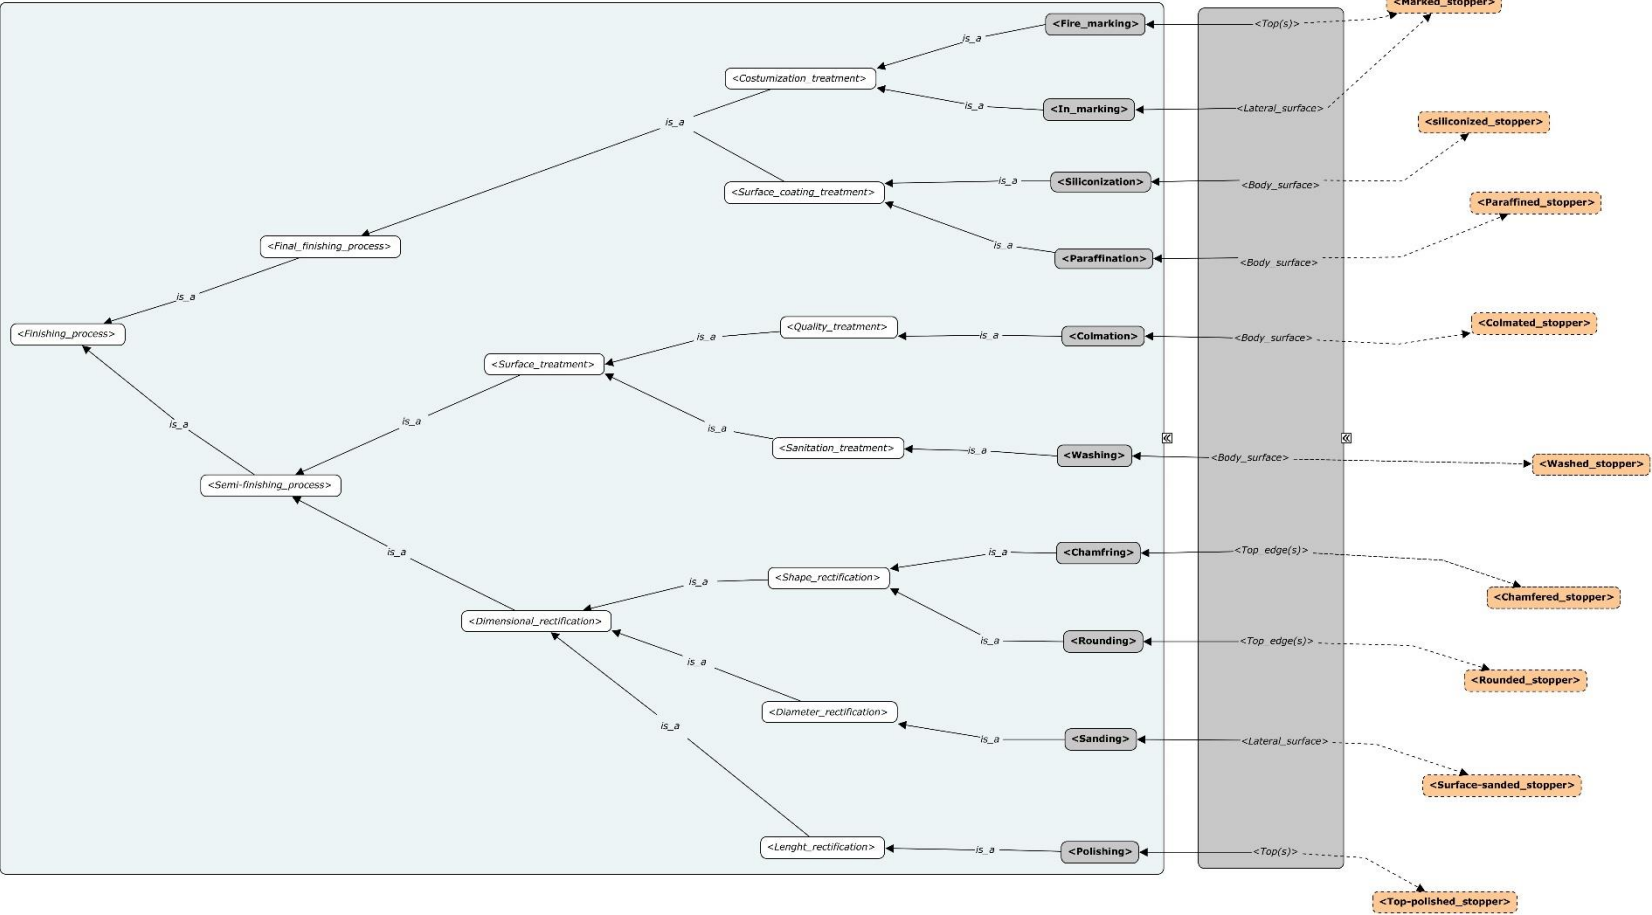 <Marked_stopper>
<Fire_marking>
<Top(s)>
is_a
<Costumization_treatment>
is_a
<In_marking>
<Lateral_surface>
is_a
<siliconized_stopper>
is_a
<Siliconization>
<Body_surface>
<Surface_coating_treatment>
<Paraffined_stopper>
is_a
<Final_finishing_process>
<Paraffination>
<Body_surface>
is_a
<Finishing_process>
<Quality_treatment>
is_a
is_a
<Colmation>
<Body_surface>
<Colmated_stopper>
<Surface_treatment>
is_a
is_a
is_a
<Sanitation_treatment>
is_a
<Washing>
<Body_surface>
<Washed_stopper>
<Semi-finishing_process>
is_a
is_a
<Chamfring>
<Top_edge(s)>
<Shape_rectification>
is_a
<Chamfered_stopper>
<Dimensional_rectification>
is_a
<Rounding>
<Top_edge(s)>
is_a
<Rounded_stopper>
<Diameter_rectification>
is_a
is_a
<Sanding>
<Lateral_surface>
<Surface-sanded_stopper>
<Lenght_rectification>
is_a
<Polishing>
<Top(s)>
<Top-polished_stopper>